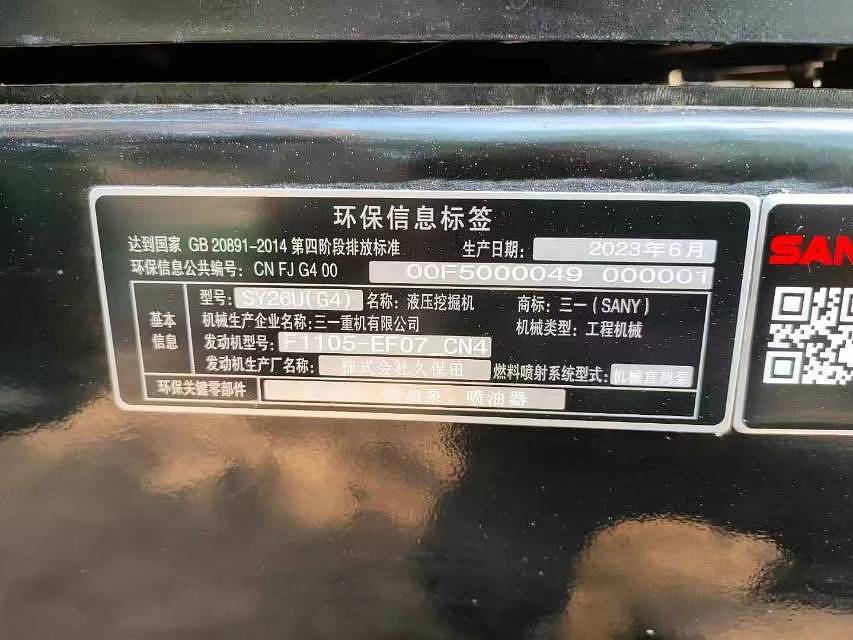 环保信息标签
达到国家 GB 20891-2014 第四阶段排放标准 生产日期: 2023年6月
环保信息公共编号: CN FJ G4 00 00F5000049 000001
基本信息
型号: SY26U(G4) 名称: 液压挖掘机 商标: 三一(SANY)
机械生产企业名称: 三一重机有限公司 机械类型: 工程机械
发动机型号: F1105-EF07_CN4
发动机生产厂名称: 株式会社久保田 燃料喷射系统型式: 机械直列泵
环保关键零部件 喷油器
SAN